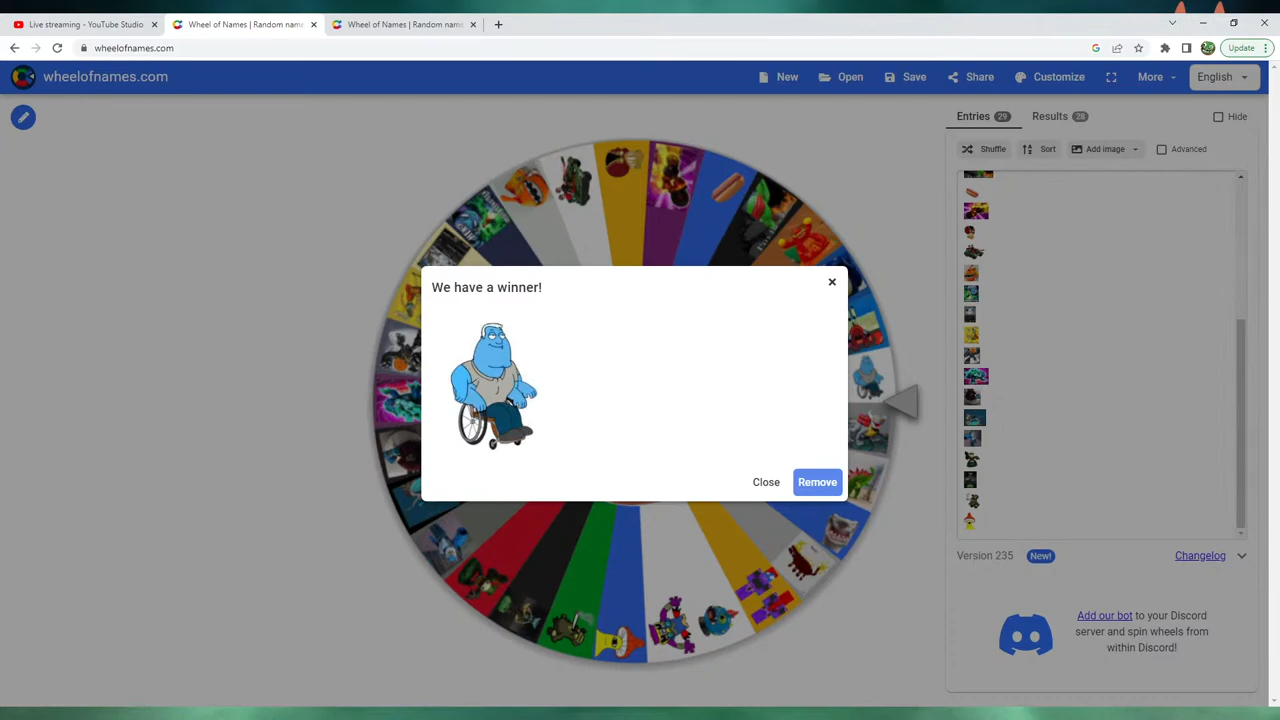 Live streaming - YouTube Studio
Wheel of Names | Random name
Wheel of Names | Random name
wheelofnames.com
Update
wheelofnames.com
New
Open
Save
Share
Customize
More
English
Entries 29
Results 28
Hide
Shuffle
Sort
Add image
Advanced
We have a winner!
Close
Remove
Version 235
New!
Changelog
Add our bot to your Discord
server and spin wheels from
within Discord!